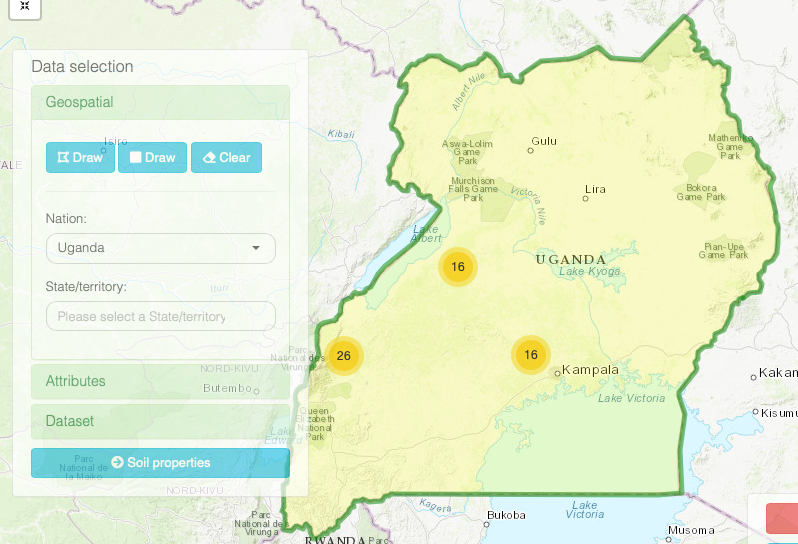 Data selection
Geospatial
Isiro
Draw
Draw
Clear
Nation:
Uganda
State/territory:
Please select a State/territory
Attributes
Dataset
Soil properties
Kibali
Ituri
NORD-KIVU
Butembo
Parc
National des
Virunga
Lake
Edward
Queen
Elizabeth
National
Park
Parc
National de
la Maiko
NORD-KIVU
Parc
National des
Virunga
RWANDA
Parc
Albert Nile
Aswa-Lolim
Game
Park
Gulu
Matheniko
Game
Park
Murchison
Falls Game
Park
Victoria Nile
Lira
Bokora
Game Park
Lake
Albert
16
UGANDA
Lake Kyoga
Pian-Upe
Game Park
26
16
Kampala
Lake Victoria
Kakam
Kisumu
Kagera
Bukoba
Lake
Victoria
Musoma